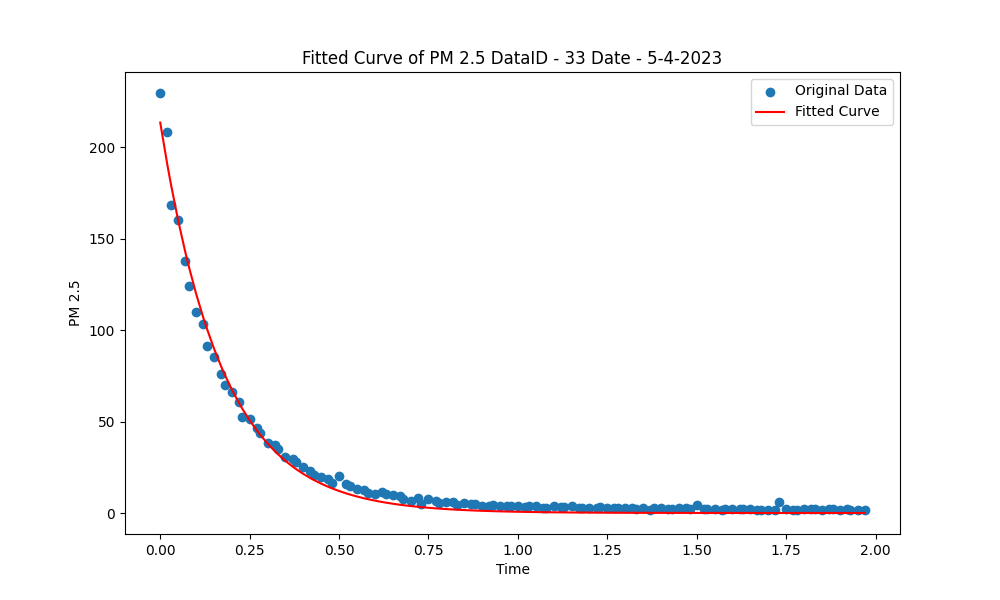 Fitted Curve of PM 2.5 DataID - 33 Date - 5-4-2023
Original Data
Fitted Curve
200
150
100
50
0
PM 2.5
0.00 0.25 0.50 0.75 1.00 1.25 1.50 1.75 2.00
Time